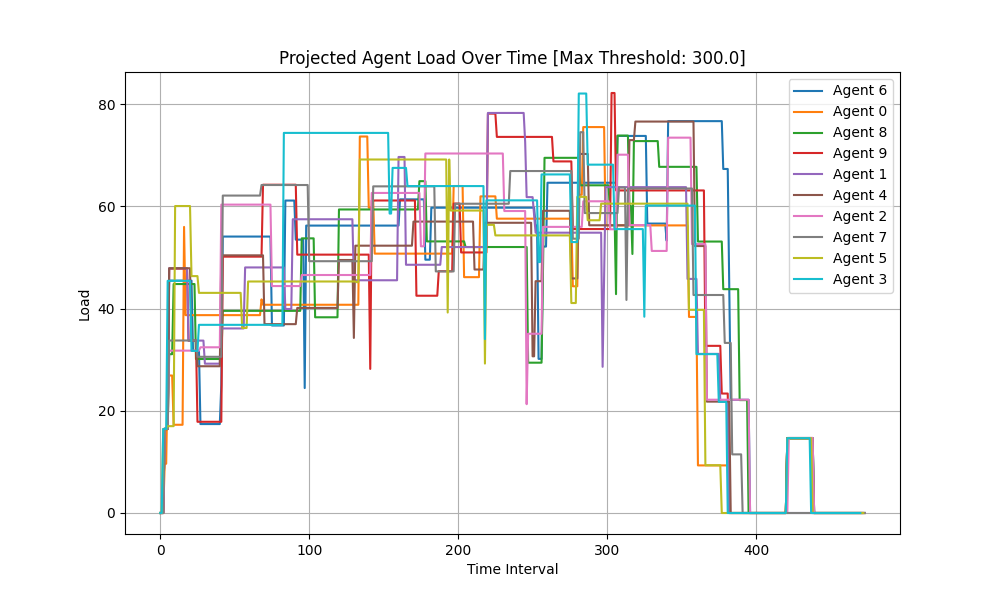 Projected Agent Load Over Time [Max Threshold: 300.0]
Load
80
60
40
20
0
0
100
200
300
400
Time Interval
Agent 6
Agent 0
Agent 8
Agent 9
Agent 1
Agent 4
Agent 2
Agent 7
Agent 5
Agent 3